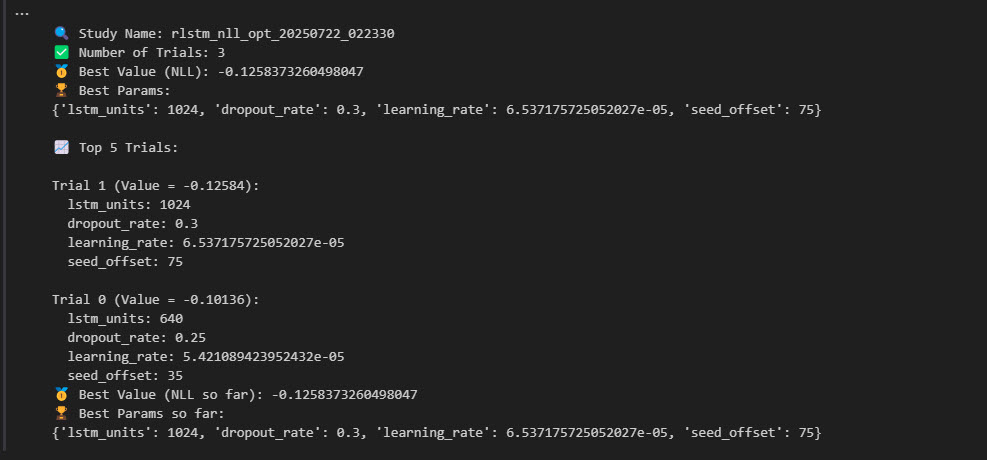 ...
🔍 Study Name: rlstm_nll_opt_20250722_022330
✅ Number of Trials: 3
🥇 Best Value (NLL): -0.1258373260498047
🏆 Best Params:
{'lstm_units': 1024, 'dropout_rate': 0.3, 'learning_rate': 6.537175725052027e-05, 'seed_offset': 75}
📈 Top 5 Trials:
Trial 1 (Value = -0.12584):
lstm_units: 1024
dropout_rate: 0.3
learning_rate: 6.537175725052027e-05
seed_offset: 75
Trial 0 (Value = -0.10136):
lstm_units: 640
dropout_rate: 0.25
learning_rate: 5.421089423952432e-05
seed_offset: 35
🥇 Best Value (NLL so far): -0.1258373260498047
🏆 Best Params so far:
{'lstm_units': 1024, 'dropout_rate': 0.3, 'learning_rate': 6.537175725052027e-05, 'seed_offset': 75}